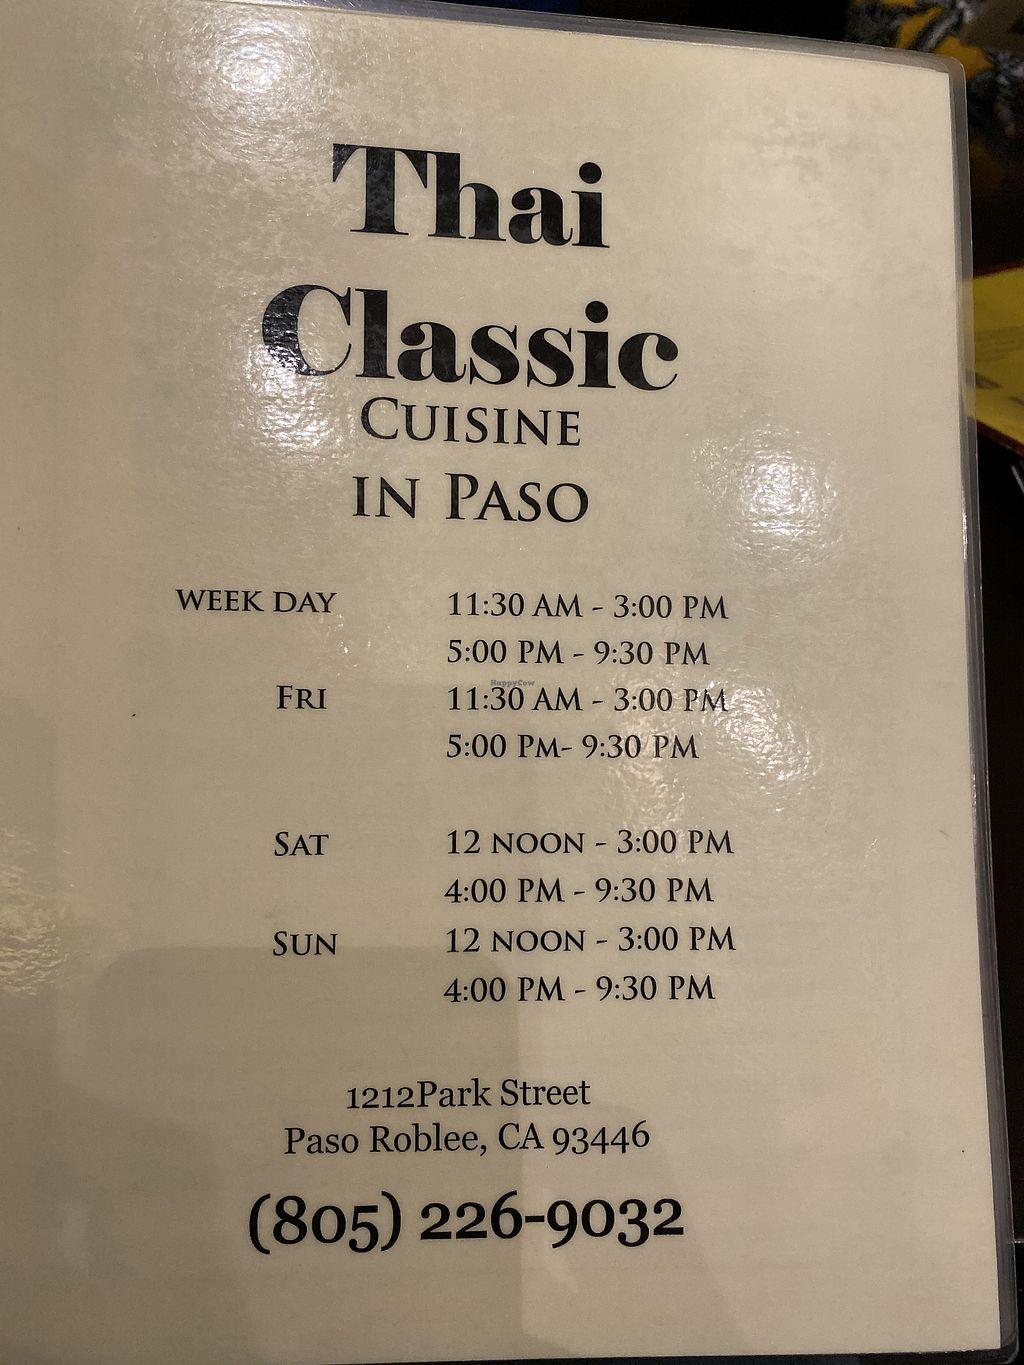 Thai
Classic
CUISINE
IN PASO
WEEK DAY 11:30 AM - 3:00 PM
5:00 PM - 9:30 PM
HappyCow
FRI 11:30 AM - 3:00 PM
5:00 PM- 9:30 PM
SAT 12 NOON - 3:00 PM
4:00 PM - 9:30 PM
SUN 12 NOON - 3:00 PM
4:00 PM - 9:30 PM
1212Park Street
Paso Roblee, CA 93446
(805) 226-9032